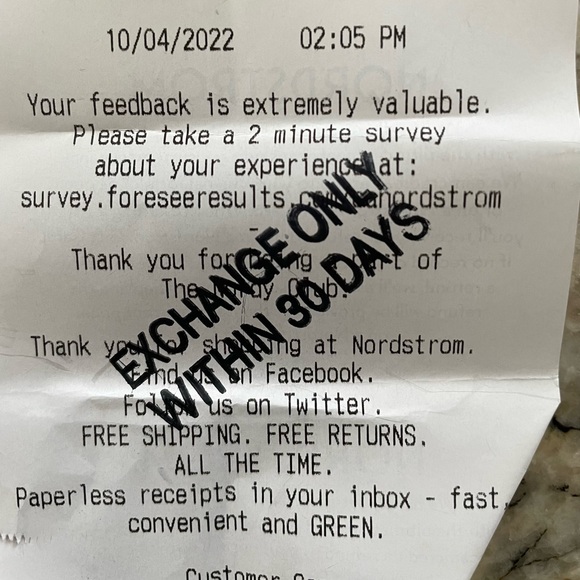 10/04/2022 02:05 PM
Your feedback is extremely valuable.
Please take a 2 minute survey
about your experience at:
survey.foreseeresults. nordstrom
Thank you for being a part of
The Club.
EXCHANGE ONLY
WITHIN 30 DAYS
Thank you for shopping at Nordstrom.
Find us on Facebook.
Follow us on Twitter.
FREE SHIPPING. FREE RETURNS.
ALL THE TIME.
Paperless receipts in your inbox - fast,
convenient and GREEN.
Customer